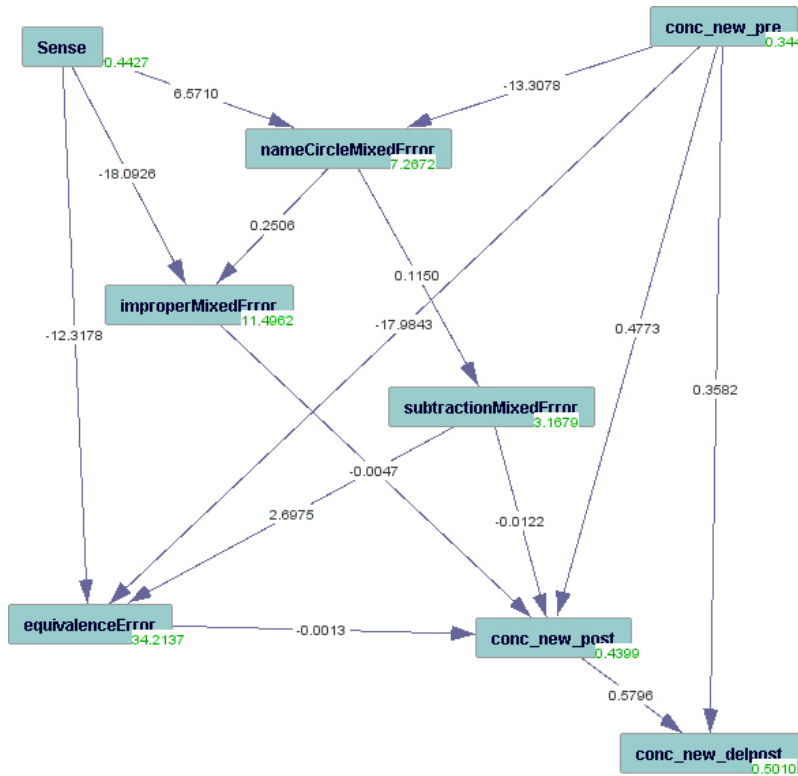 conc_new_pre
0.344
Sense
0.4427
6.5710
-13.3078
nameCircleMixedError
7.2672
-18.0926
0.2506
0.1150
improperMixedError
11.4962
-17.9843
-12.3178
0.4773
0.3582
subtractionMixedError
3.1679
-0.0047
2.6975
-0.0122
equivalenceError
34.2137
-0.0013
conc_new_post
0.4399
0.5796
conc_new_delpost
0.5010